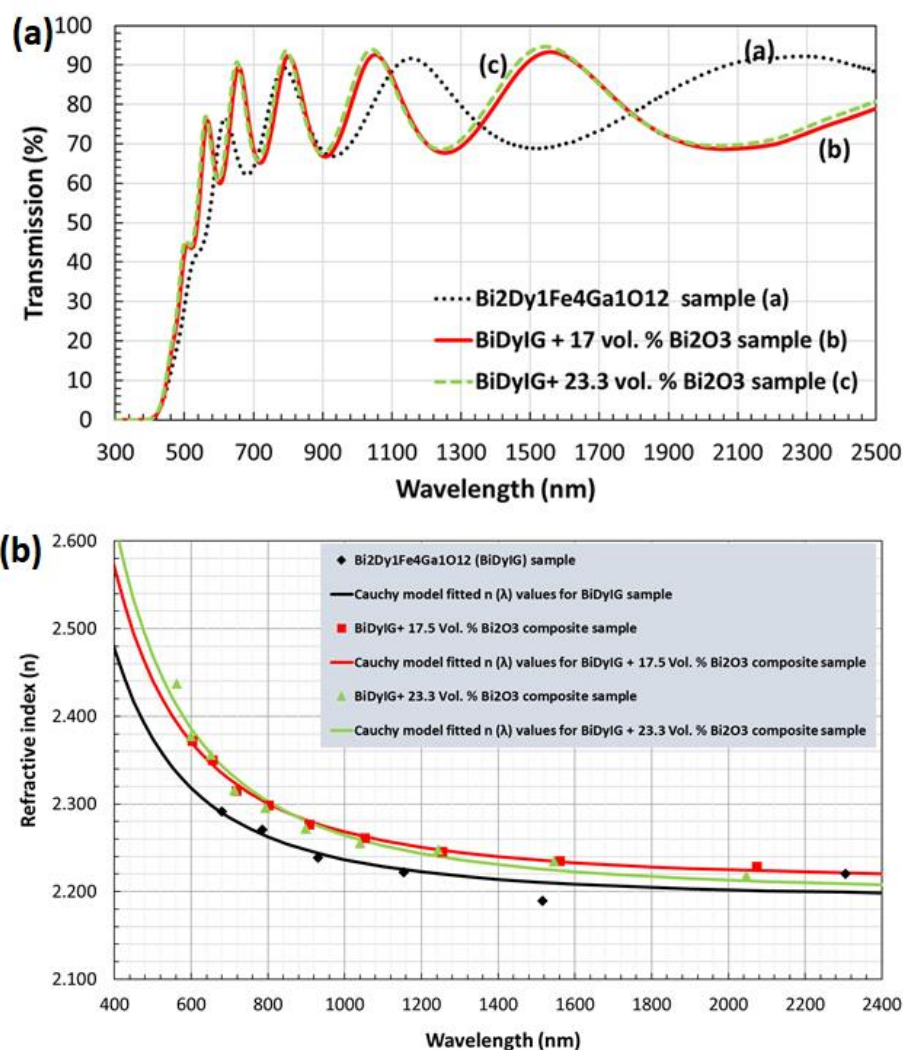 (a)
100
90
80
70
60
50
40
30
20
10
0
Transmission (%)
(c)
(a)
(b)
Bi2Dy1Fe4Ga1O12 sample (a)
BiDyIG + 17 vol. % Bi2O3 sample (b)
BiDyIG+ 23.3 vol. % Bi2O3 sample (c)
300 500 700 900 1100 1300 1500 1700 1900 2100 2300 2500
Wavelength (nm)
(b)
2.600
2.500
2.400
2.300
2.200
2.100
Refractive index (n)
Bi2Dy1Fe4Ga1O12 (BiDyIG) sample
Cauchy model fitted n (λ) values for BiDyIG sample
BiDyIG+ 17.5 Vol. % Bi2O3 composite sample
Cauchy model fitted n (λ) values for BiDyIG + 17.5 Vol. % Bi2O3 composite sample
BiDyIG+ 23.3 Vol. % Bi2O3 composite sample
Cauchy model fitted n (λ) values for BiDyIG + 23.3 Vol. % Bi2O3 composite sample
400 600 800 1000 1200 1400 1600 1800 2000 2200 2400
Wavelength (nm)